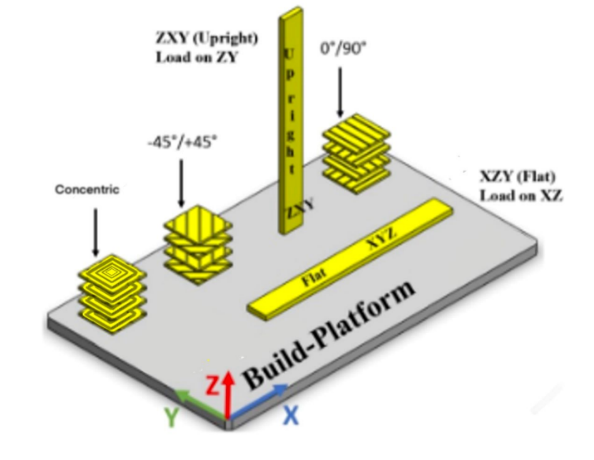 ZXY (Upright)
Load on ZY
0°/90°
Upright
ZXY
-45°/+45°
Concentric
XZY (Flat)
Load on XZ
Flat XYZ
Build-Platform
Z
Y
X